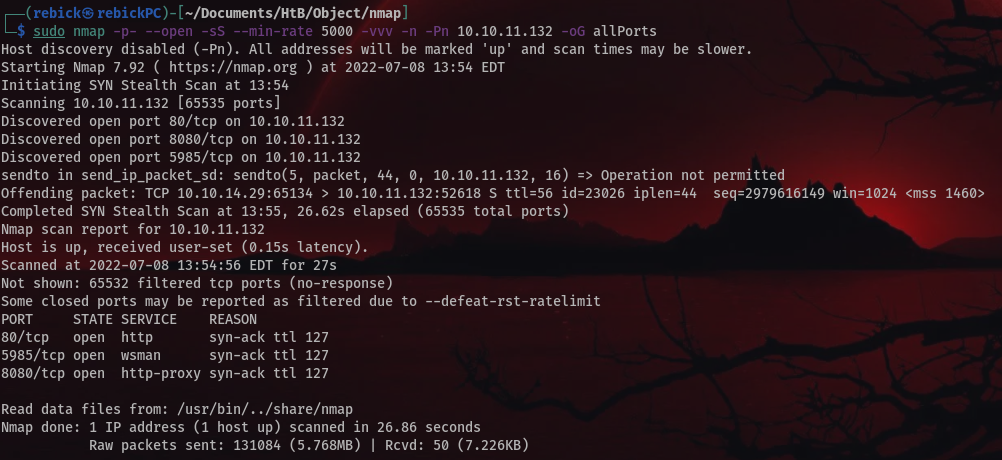 ┌──(rebick㉿rebickPC)-[~/Documents/HtB/Object/nmap]
└─$ sudo nmap -p- --open -sS --min-rate 5000 -vvv -n -Pn 10.10.11.132 -oG allPorts
Host discovery disabled (-Pn). All addresses will be marked 'up' and scan times may be slower.
Starting Nmap 7.92 ( https://nmap.org ) at 2022-07-08 13:54 EDT
Initiating SYN Stealth Scan at 13:54
Scanning 10.10.11.132 [65535 ports]
Discovered open port 80/tcp on 10.10.11.132
Discovered open port 8080/tcp on 10.10.11.132
Discovered open port 5985/tcp on 10.10.11.132
sendto in send_ip_packet_sd: sendto(5, packet, 44, 0, 10.10.11.132, 16) => Operation not permitted
Offending packet: TCP 10.10.14.29:65134 > 10.10.11.132:52618 S ttl=56 id=23026 iplen=44  seq=2979616149 win=1024 <mss 1460>
Completed SYN Stealth Scan at 13:55, 26.62s elapsed (65535 total ports)
Nmap scan report for 10.10.11.132
Host is up, received user-set (0.15s latency).
Scanned at 2022-07-08 13:54:56 EDT for 27s
Not shown: 65532 filtered tcp ports (no-response)
Some closed ports may be reported as filtered due to --defeat-rst-ratelimit
PORT     STATE SERVICE    REASON
80/tcp   open  http       syn-ack ttl 127
5985/tcp open  wsman      syn-ack ttl 127
8080/tcp open  http-proxy syn-ack ttl 127
Read data files from: /usr/bin/../share/nmap
Nmap done: 1 IP address (1 host up) scanned in 26.86 seconds
Raw packets sent: 131084 (5.768MB) | Rcvd: 50 (7.226KB)